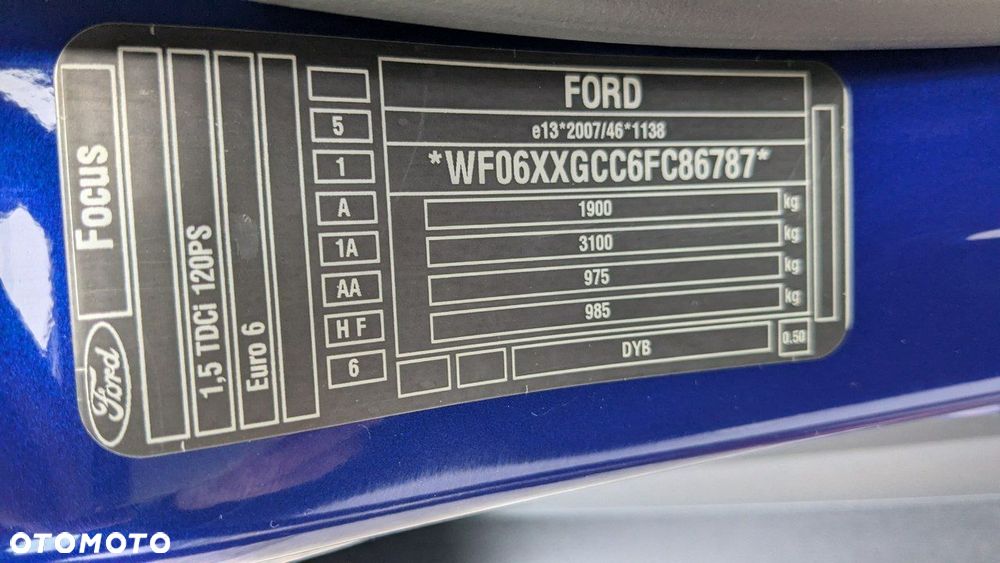 Ford
Focus
1,5 TDCi 120PS
Euro 6
5
1
A
1A
AA
H F
6
FORD
e13*2007/46*1138
*WF06XXGCC6FC86787*
1900 kg
3100 kg
975 kg
985 kg
DYB
0.50
OTOMOTO